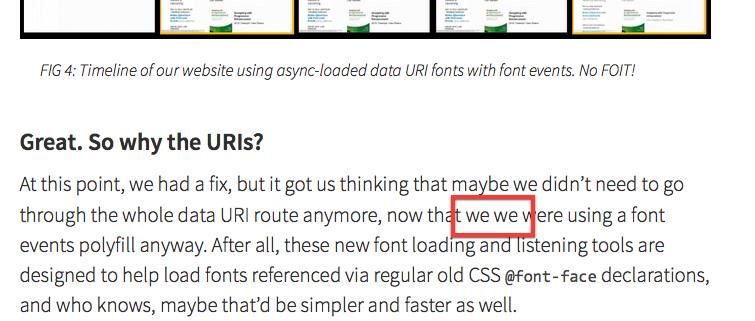 FIG 4: Timeline of our website using async-loaded data URI fonts with font events. No FOIT!
Great. So why the URIs?
At this point, we had a fix, but it got us thinking that maybe we didn’t need to go
through the whole data URI route anymore, now that we we were using a font
events polyfill anyway. After all, these new font loading and listening tools are
designed to help load fonts referenced via regular old CSS @font-face declarations,
and who knows, maybe that’d be simpler and faster as well.